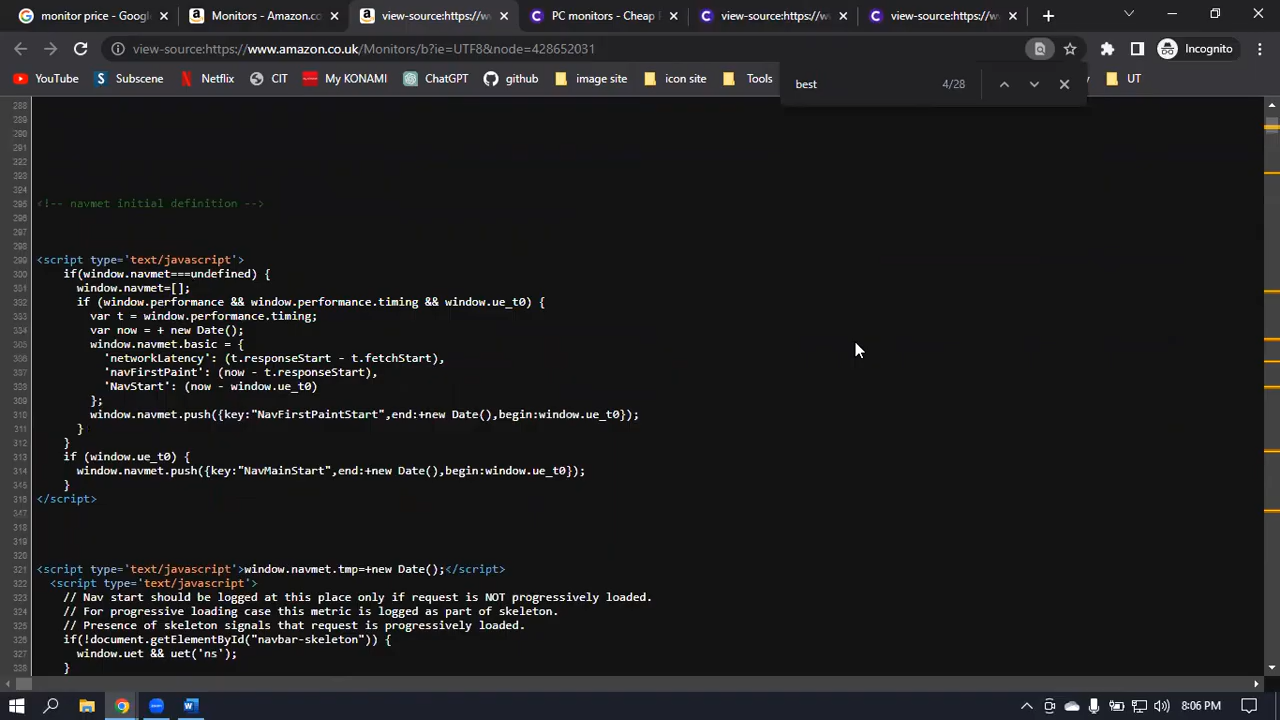 monitor price - Google
Monitors - Amazon.co
view-source:https://w
PC monitors - Cheap P
view-source:https://w
view-source:https://w
view-source:https://www.amazon.co.uk/Monitors/b?ie=UTF8&node=428652031
Incognito
YouTube
Subscene
Netflix
CIT
My KONAMI
ChatGPT
github
image site
icon site
Tools
UT
best
4/28
<!-- navmet initial definition -->
<script type='text/javascript'>
if(window.navmet===undefined) {
window.navmet=[];
if (window.performance && window.performance.timing && window.ue_t0) {
var t = window.performance.timing;
var now = + new Date();
window.navmet.basic = {
'networkLatency': (t.responseStart - t.fetchStart),
'navFirstPaint': (now - t.responseStart),
'NavStart': (now - window.ue_t0)
};
window.navmet.push({key:"NavFirstPaintStart",end:+new Date(),begin:window.ue_t0});
}
}
if (window.ue_t0) {
window.navmet.push({key:"NavMainStart",end:+new Date(),begin:window.ue_t0});
}
</script>
<script type='text/javascript'>window.navmet.tmp=+new Date();</script>
<script type='text/javascript'>
// Nav start should be logged at this place only if request is NOT progressively loaded.
// For progressive loading case this metric is logged as part of skeleton.
// Presence of skeleton signals that request is progressively loaded.
if(!document.getElementById("navbar-skeleton")) {
window.uet && uet('ns');
}
8:06 PM